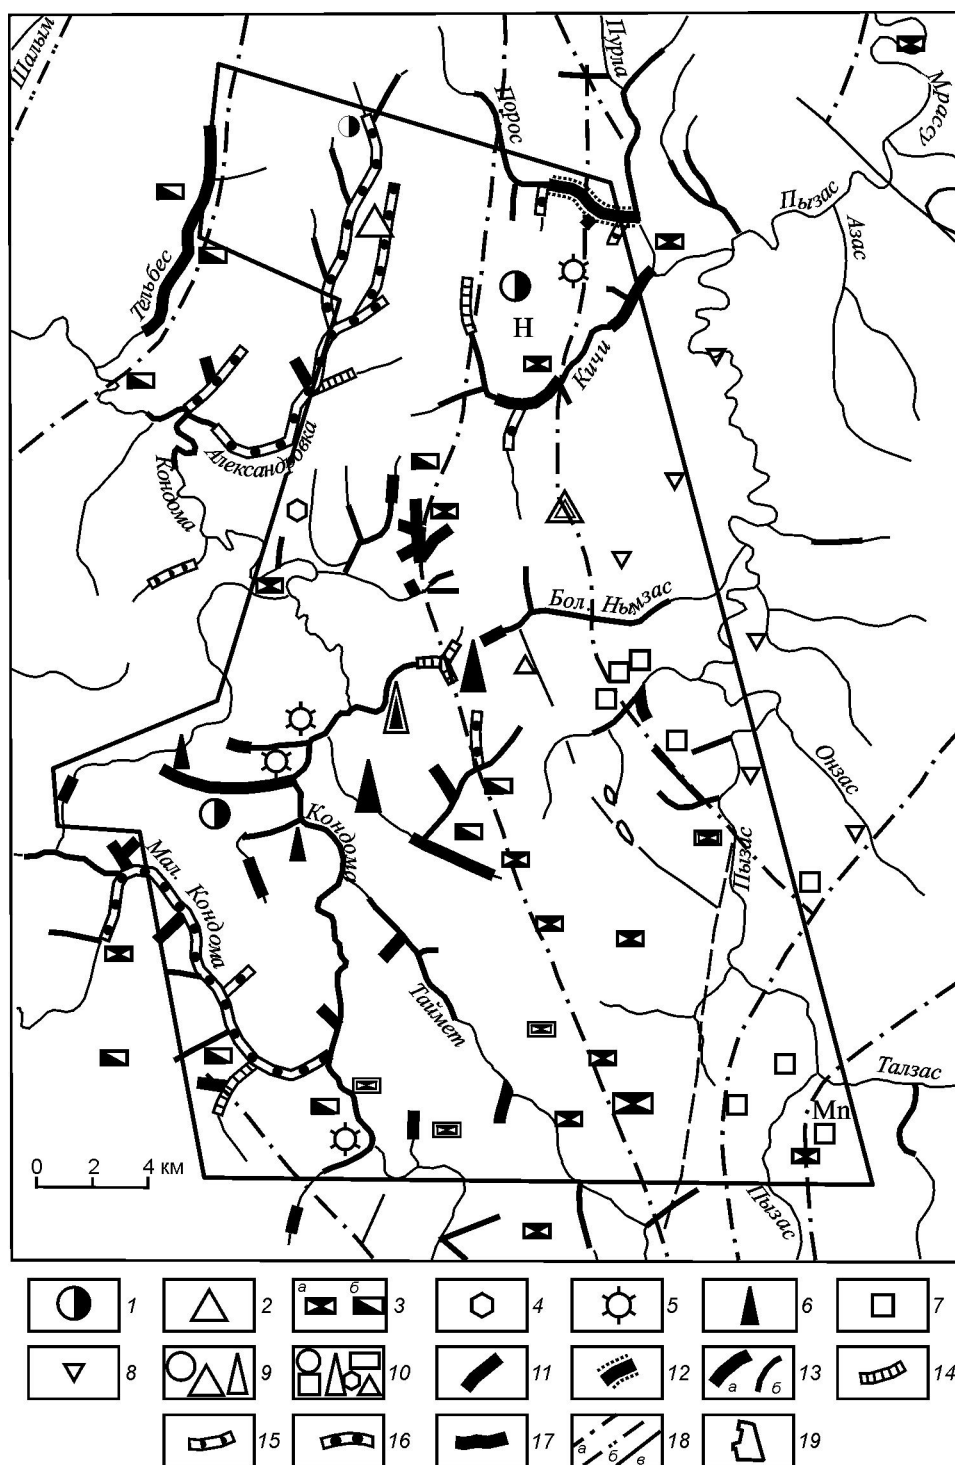 Шалым
Пурла
Порос
Мрассу
Пызас
Азас
Тельбес
Н
Кичи
Александровка
Кондома
Бол. Нымзас
Онзас
Кондома
Пызас
Мал. Кондома
Таймет
Талзас
Mn
Пызас
0 2 4 км
1 2 а б 3 4 5 6 7
8 9 10 11 12 а б 13 14
15 16 17 а б в 18 19